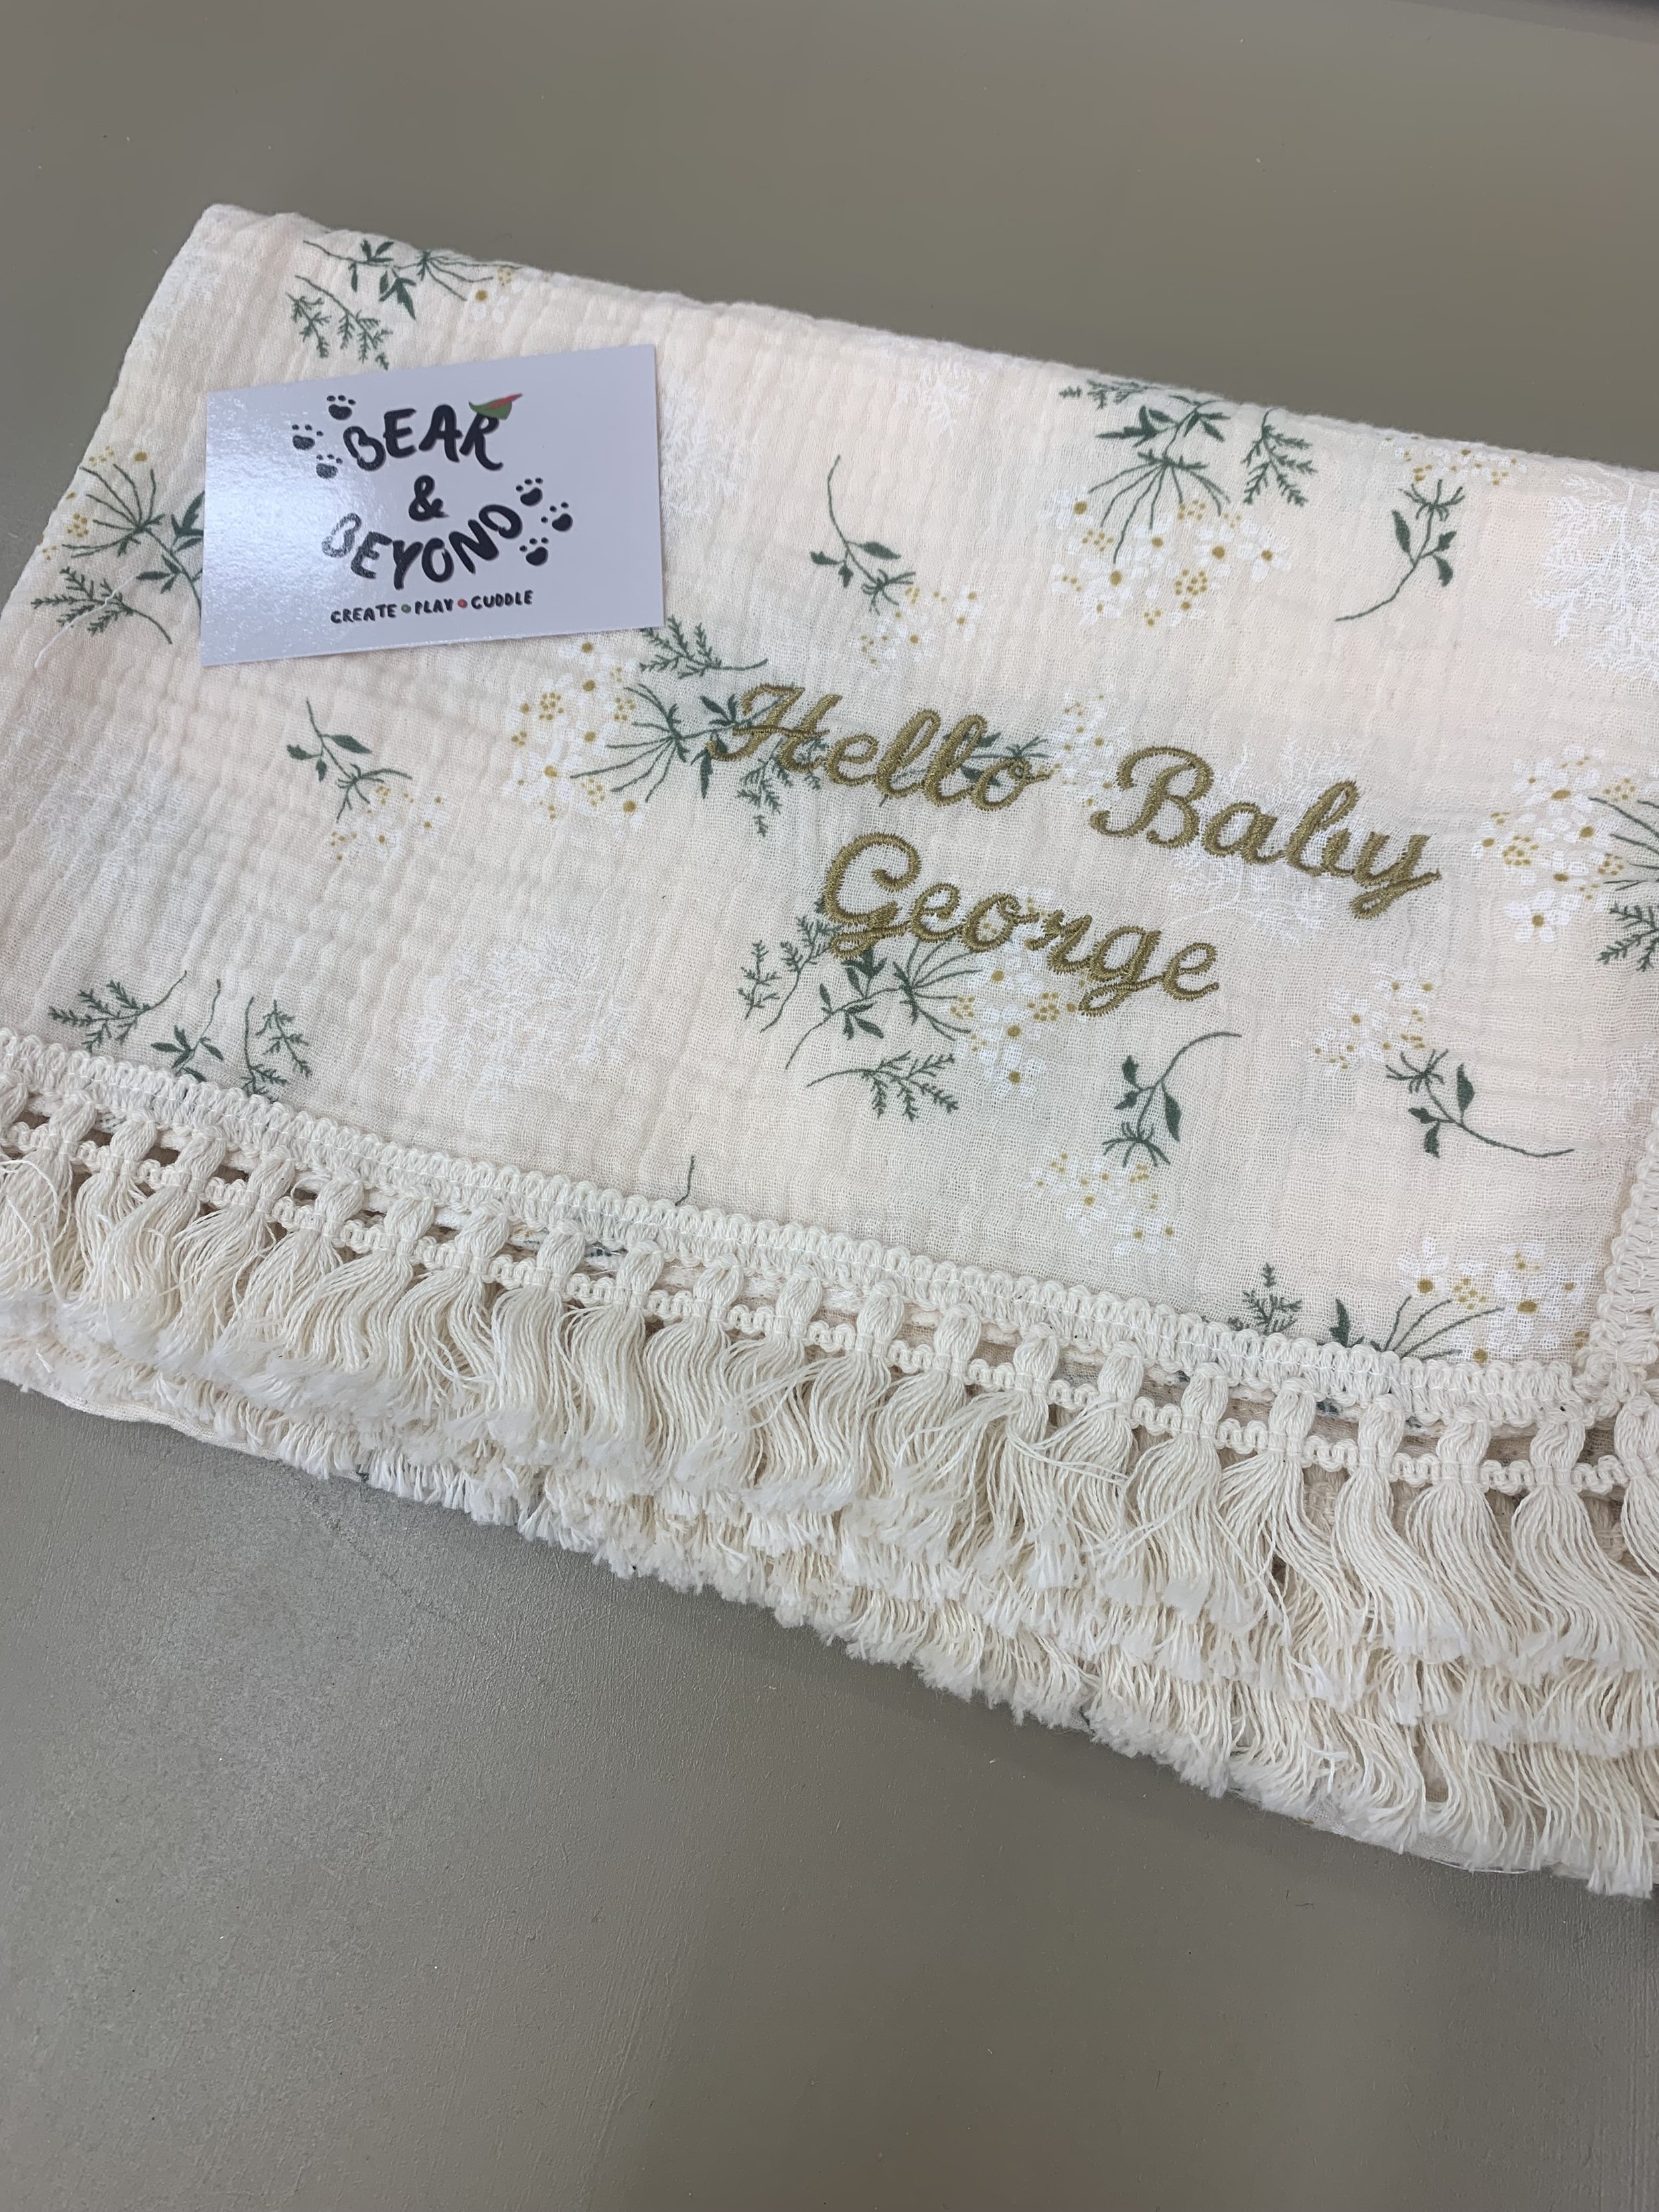 BEAR
&
BEYOND
CREATE • PLAY • CUDDLE
Hello Baby
George